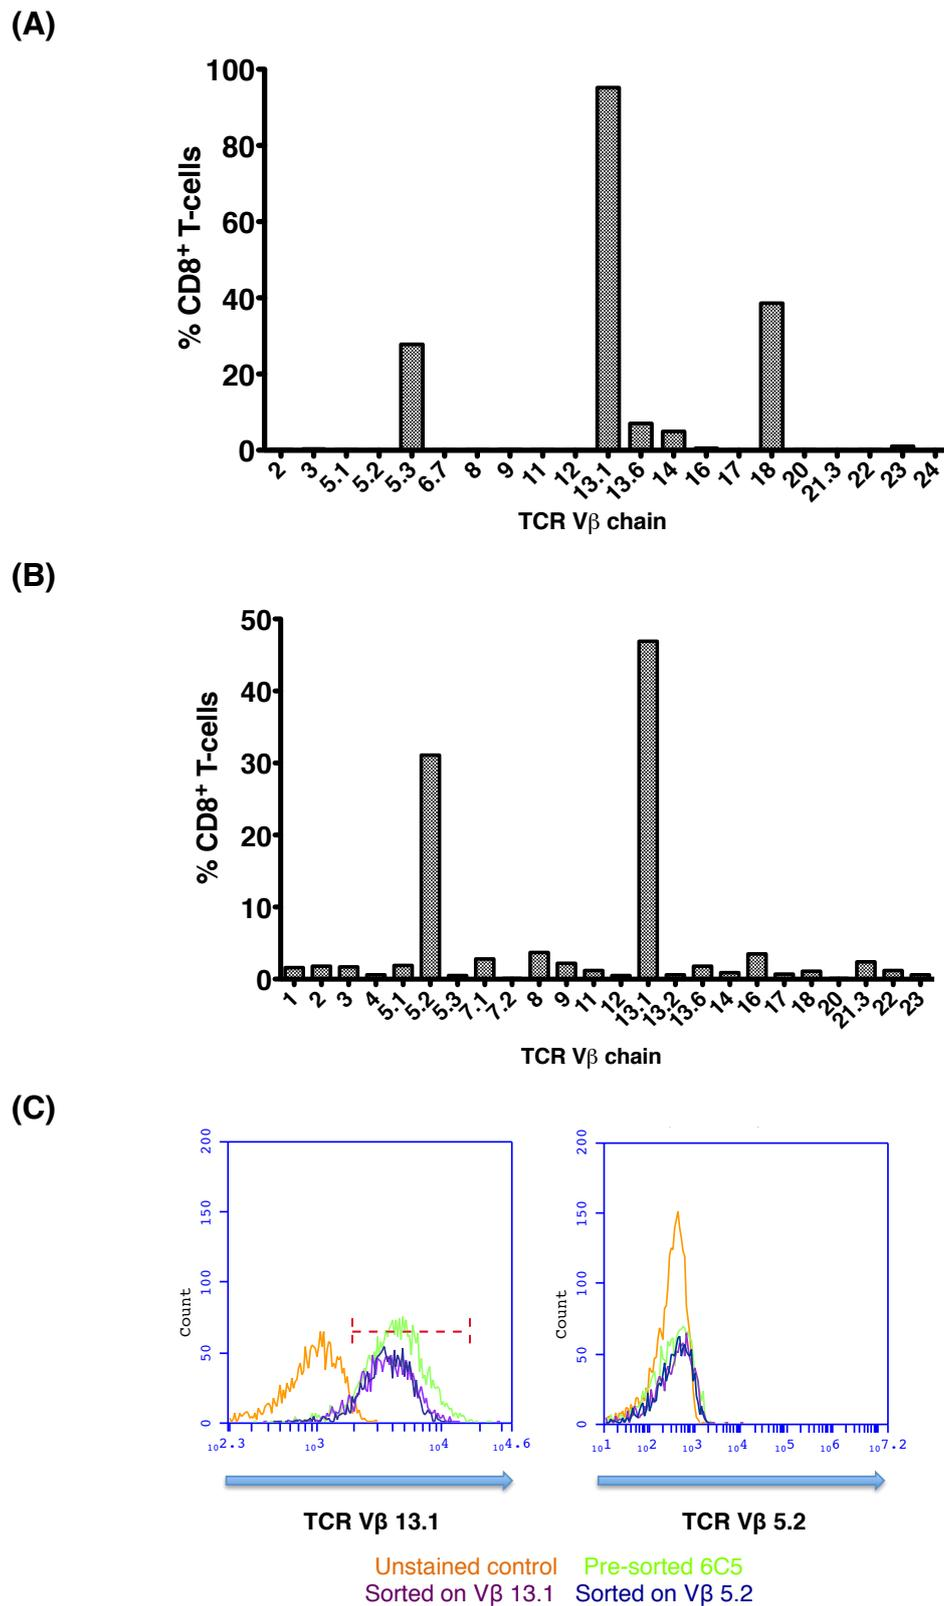 (A)
% CD8+ T-cells
100
80
60
40
20
0
2 3 5.1 5.2 5.3 6.7 8 9 11 12 13.1 13.6 14 16 17 18 20 21.3 22 23 24
TCR Vβ chain
(B)
% CD8+ T-cells
50
40
30
20
10
0
1 2 3 4 5.1 5.2 5.3 7.1 7.2 8 9 11 12 13.1 13.2 13.6 14 16 17 18 20 21.3 22 23
TCR Vβ chain
(C)
Count
200
150
100
50
0
10^2.3 10^3 10^4 10^4.6
TCR Vβ 13.1
Count
200
150
100
50
0
10^1 10^2 10^3 10^4 10^5 10^6 10^7.2
TCR Vβ 5.2
Unstained control Pre-sorted 6C5
Sorted on Vβ 13.1 Sorted on Vβ 5.2